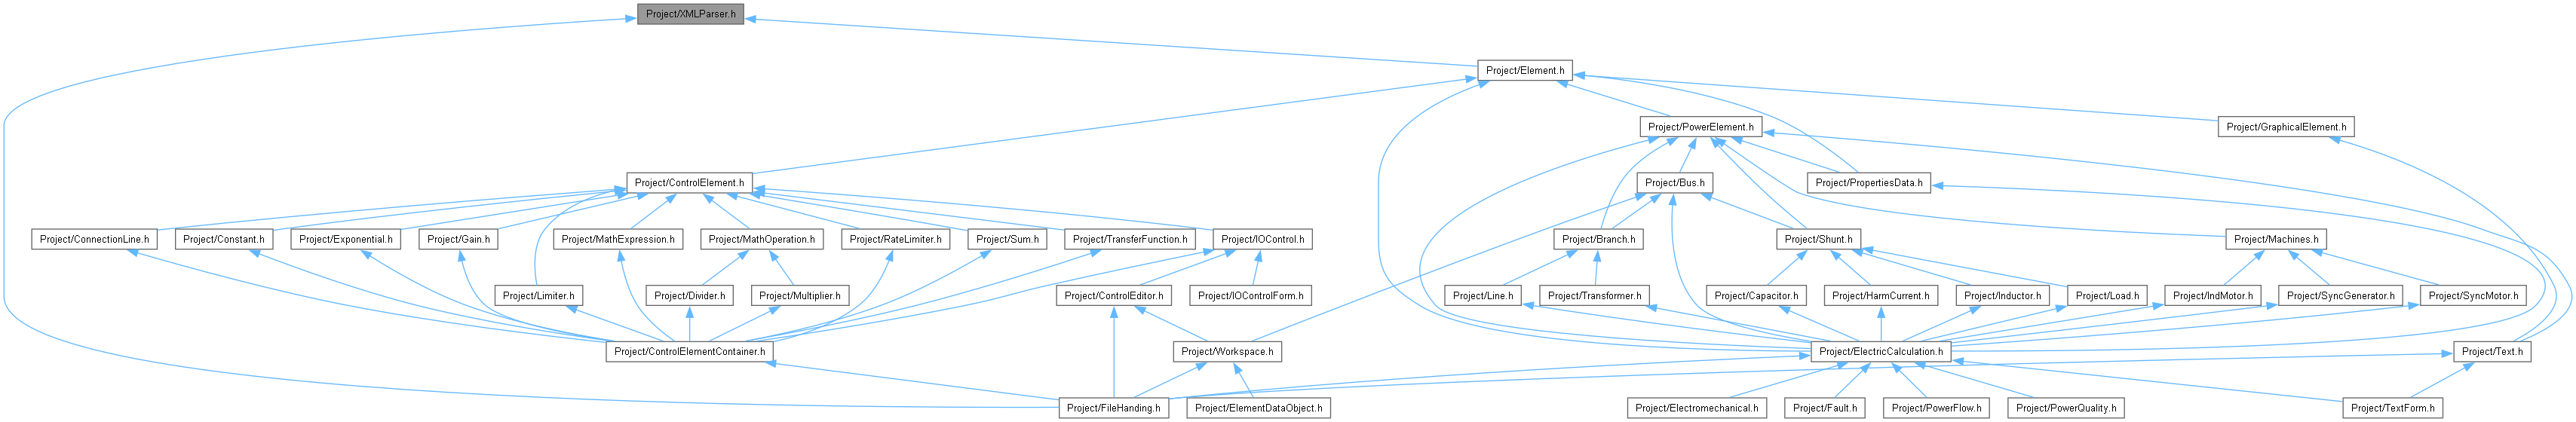 Project/XMLParser.h
Project/Element.h
Project/PowerElement.h
Project/GraphicalElement.h
Project/ControlElement.h
Project/Bus.h
Project/PropertiesData.h
Project/ConnectionLine.h
Project/Constant.h
Project/Exponential.h
Project/Gain.h
Project/MathExpression.h
Project/MathOperation.h
Project/RateLimiter.h
Project/Sum.h
Project/TransferFunction.h
Project/IOControl.h
Project/Branch.h
Project/Shunt.h
Project/Machines.h
Project/Limiter.h
Project/Divider.h
Project/Multiplier.h
Project/ControlEditor.h
Project/IOControlForm.h
Project/Line.h
Project/Transformer.h
Project/Capacitor.h
Project/HarmCurrent.h
Project/Inductor.h
Project/Load.h
Project/IndMotor.h
Project/SyncGenerator.h
Project/SyncMotor.h
Project/ControlElementContainer.h
Project/Workspace.h
Project/ElectricCalculation.h
Project/Text.h
Project/FileHanding.h
Project/ElementDataObject.h
Project/Electromechanical.h
Project/Fault.h
Project/PowerFlow.h
Project/PowerQuality.h
Project/TextForm.h